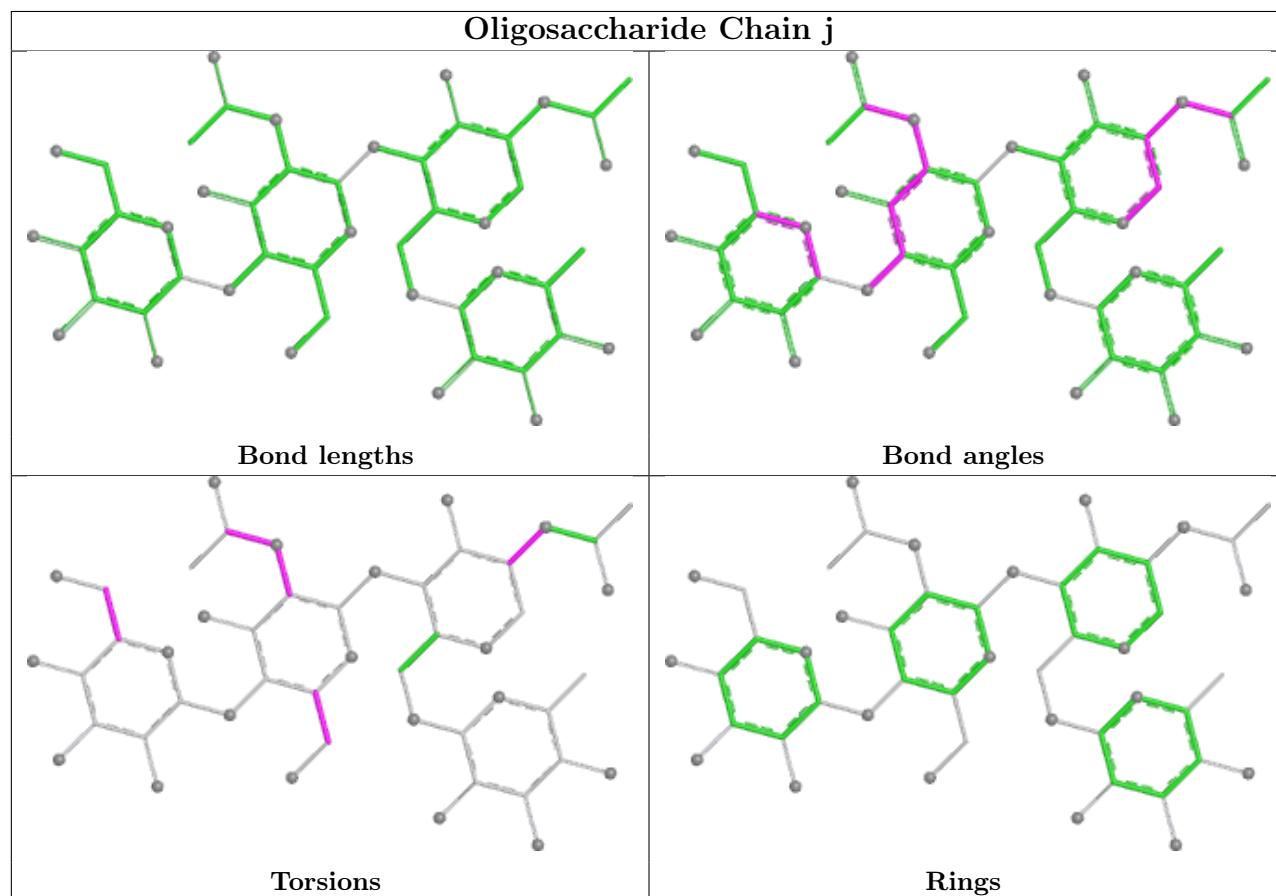 Oligosaccharide Chain j
Bond lengths
Bond angles
Torsions
Rings